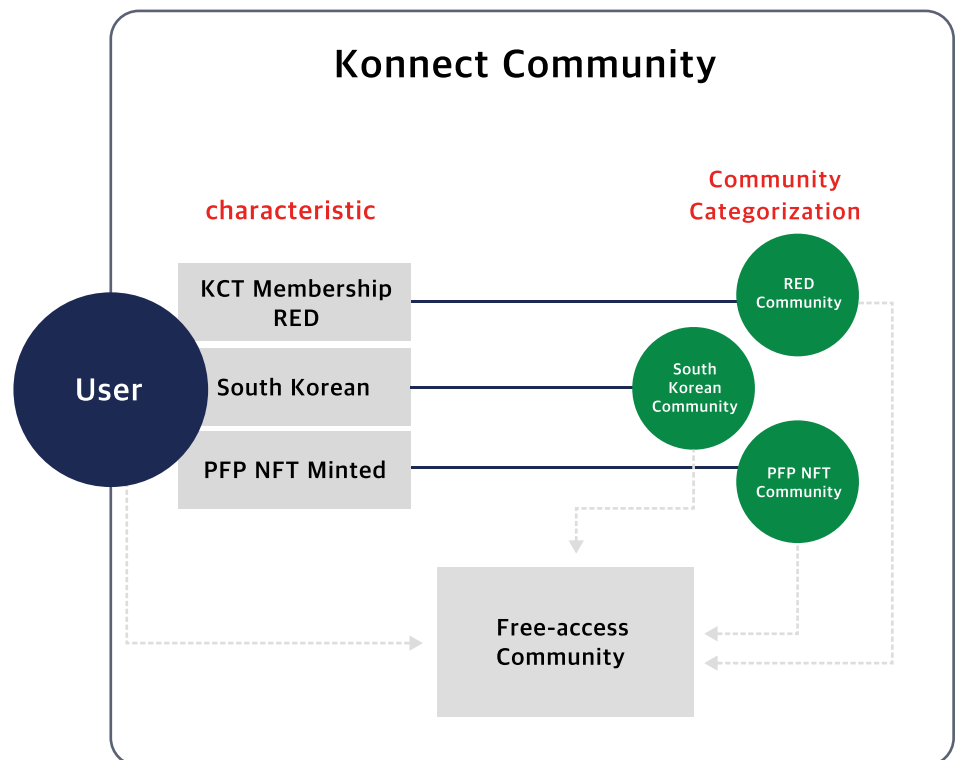 Konnect Community
characteristic
Community
Categorization
KCT Membership
RED
South Korean
PFP NFT Minted
User
RED
Community
South
Korean
Community
PFP NFT
Community
Free-access
Community